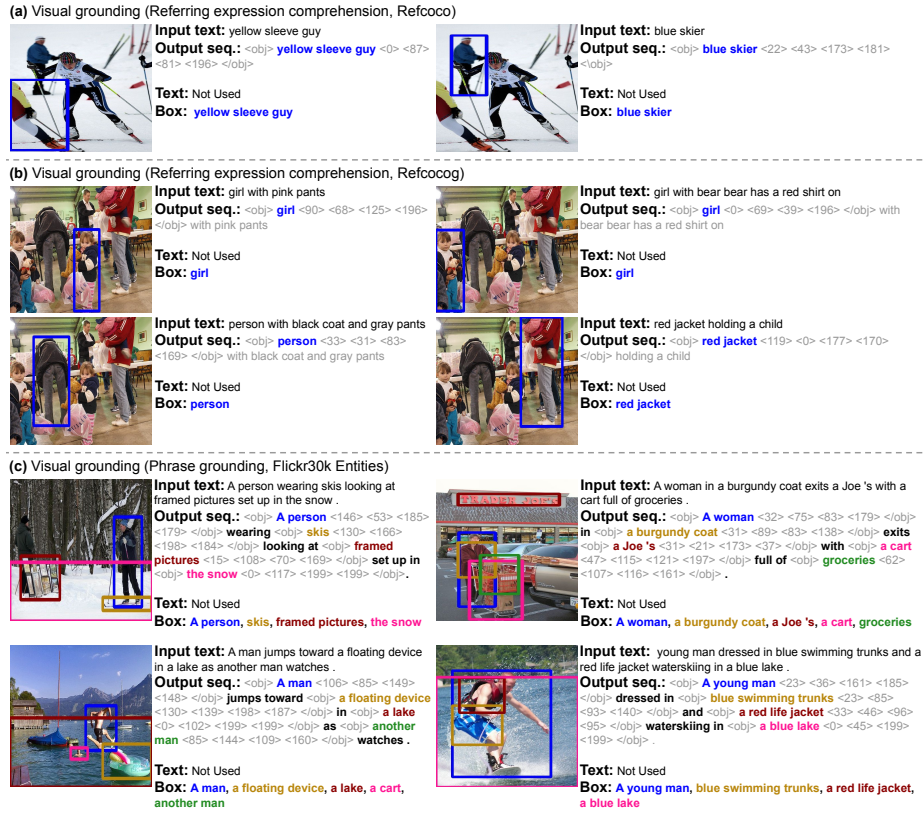 (a) Visual grounding (Referring expression comprehension, Refcoco)
Input text: yellow sleeve guy
Output seq.: <obj> yellow sleeve guy <0> <87>
<81> <196> </obj>
Text: Not Used
Box: yellow sleeve guy
Input text: blue skier
Output seq.: <obj> blue skier <22> <43> <173> <181>
<\obj>
Text: Not Used
Box: blue skier
(b) Visual grounding (Referring expression comprehension, Refcocog)
Input text: girl with pink pants
Output seq.: <obj> girl <90> <68> <125> <196>
</obj> with pink pants
Text: Not Used
Box: girl
Input text: girl with bear bear has a red shirt on
Output seq.: <obj> girl <0> <69> <39> <196> </obj> with
bear bear has a red shirt on
Text: Not Used
Box: girl
Input text: person with black coat and gray pants
Output seq.: <obj> person <33> <31> <83>
<169> </obj> with black coat and gray pants
Text: Not Used
Box: person
Input text: red jacket holding a child
Output seq.: <obj> red jacket <119> <0> <177> <170>
</obj> holding a child
Text: Not Used
Box: red jacket
(c) Visual grounding (Phrase grounding, Flickr30k Entities)
Input text: A person wearing skis looking at
framed pictures set up in the snow .
Output seq.: <obj> A person <146> <53> <185>
<179> </obj> wearing <obj> skis <130> <166>
<198> <184> </obj> looking at <obj> framed
pictures <15> <108> <70> <169> </obj> set up in
<obj> the snow <0> <117> <199> <199> </obj>.
Text: Not Used
Box: A person, skis, framed pictures, the snow
TRADER JOE'S
Input text: A woman in a burgundy coat exits a Joe 's with a
cart full of groceries .
Output seq.: <obj> A woman <32> <75> <83> <179> </obj>
in <obj> a burgundy coat <31> <89> <83> <138> </obj> exits
<obj> a Joe 's <31> <21> <173> <37> </obj> with <obj> a cart
<47> <115> <121> <197> </obj> full of <obj> groceries <62>
<107> <116> <161> </obj> .
Text: Not Used
Box: A woman, a burgundy coat, a Joe 's, a cart, groceries
Input text: A man jumps toward a floating device
in a lake as another man watches .
Output seq.: <obj> A man <106> <85> <149>
<148> </obj> jumps toward <obj> a floating device
<130> <139> <198> <187> </obj> in <obj> a lake
<0> <102> <199> <199> </obj> as <obj> another
man <85> <144> <109> <160> </obj> watches .
Text: Not Used
Box: A man, a floating device, a lake, a cart,
another man
Input text: young man dressed in blue swimming trunks and a
red life jacket waterskiing in a blue lake .
Output seq.: <obj> A young man <23> <36> <161> <185>
</obj> dressed in <obj> blue swimming trunks <23> <85>
<93> <140> </obj> and <obj> a red life jacket <33> <46> <96>
<95> </obj> waterskiing in <obj> a blue lake <0> <45> <199>
<199> </obj> .
Text: Not Used
Box: A young man, blue swimming trunks, a red life jacket,
a blue lake